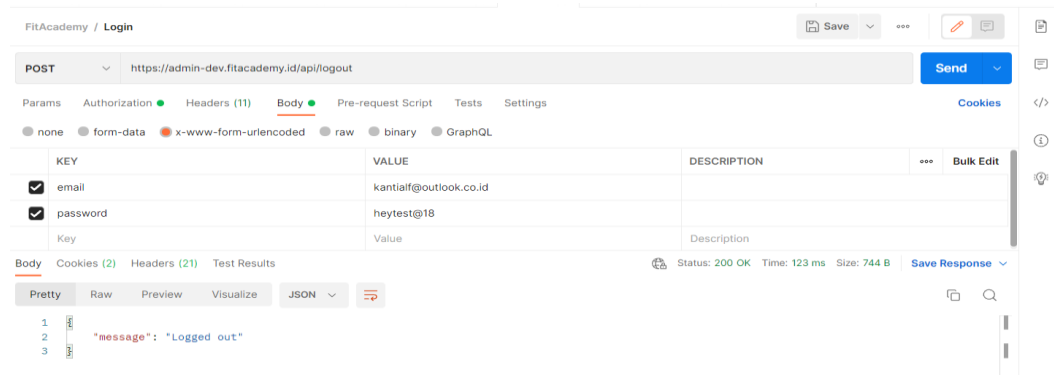 FitAcademy / Login Save
POST https://admin-dev.fitacademy.id/api/logout Send
Params Authorization Headers (11) Body Pre-request Script Tests Settings Cookies
none form-data x-www-form-urlencoded raw binary GraphQL
KEY VALUE DESCRIPTION Bulk Edit
email kantialf@outlook.co.id
password heytest@18
Key Value Description
Body Cookies (2) Headers (21) Test Results Status: 200 OK Time: 123 ms Size: 744 B Save Response
Pretty Raw Preview Visualize JSON
1 {
2 "message": "Logged out"
3 }